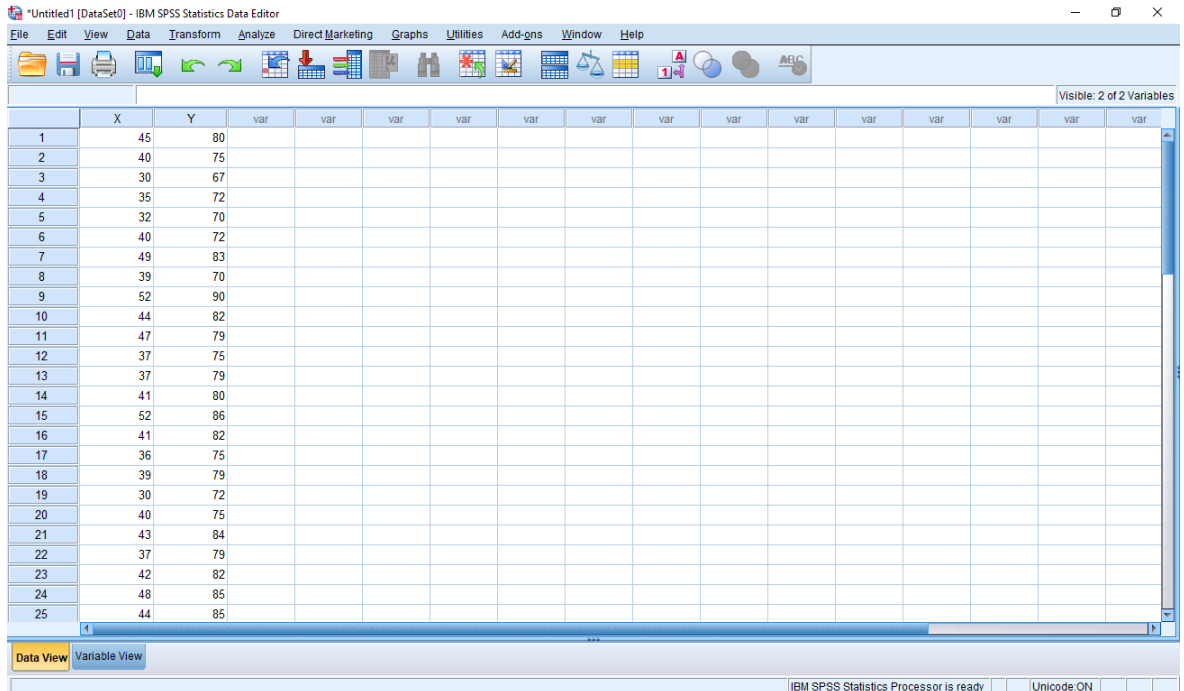 *Untitled1 [DataSet0] - IBM SPSS Statistics Data Editor
File Edit View Data Transform Analyze Direct Marketing Graphs Utilities Add-ons Window Help
Visible: 2 of 2 Variables
X Y var var var var var var var var var var var var var var
1 45 80
2 40 75
3 30 67
4 35 72
5 32 70
6 40 72
7 49 83
8 39 70
9 52 90
10 44 82
11 47 79
12 37 75
13 37 79
14 41 80
15 52 86
16 41 82
17 36 75
18 39 79
19 30 72
20 40 75
21 43 84
22 37 79
23 42 82
24 48 85
25 44 85
Data View Variable View
IBM SPSS Statistics Processor is ready Unicode:ON